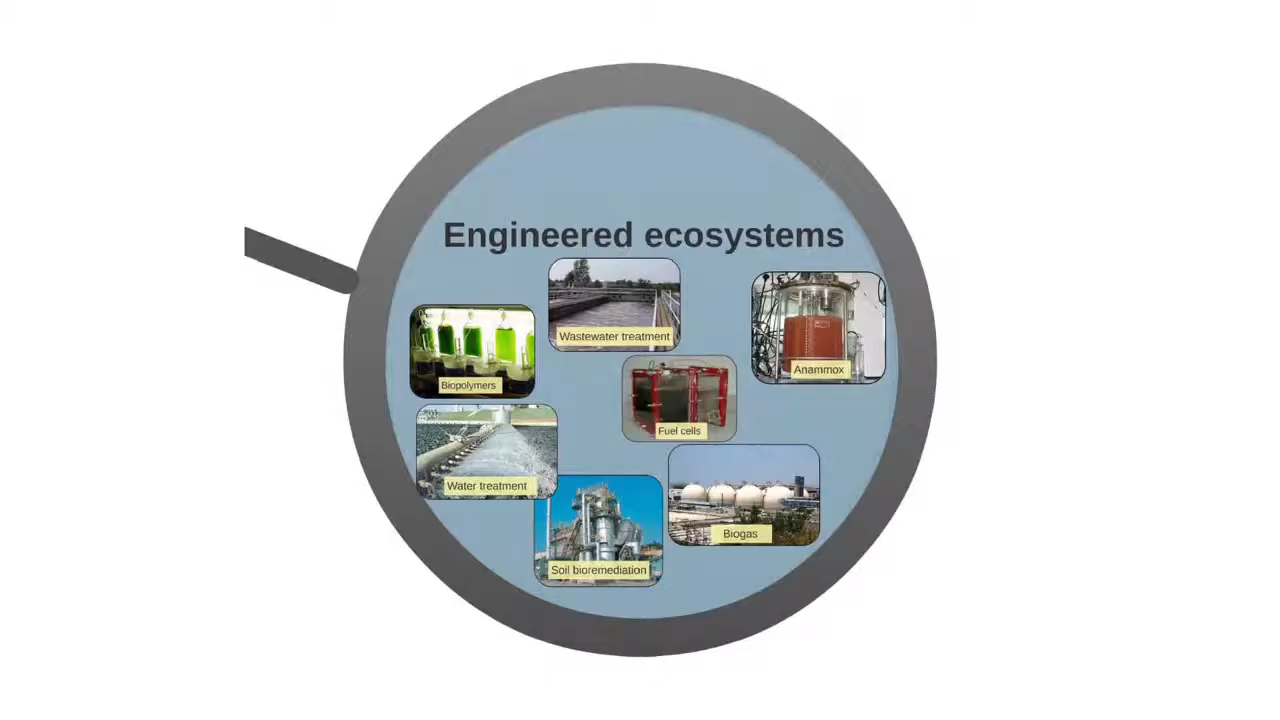 Engineered ecosystems
Wastewater treatment
Anammox
Biopolymers
Fuel cells
Water treatment
Biogas
Soil bioremediation